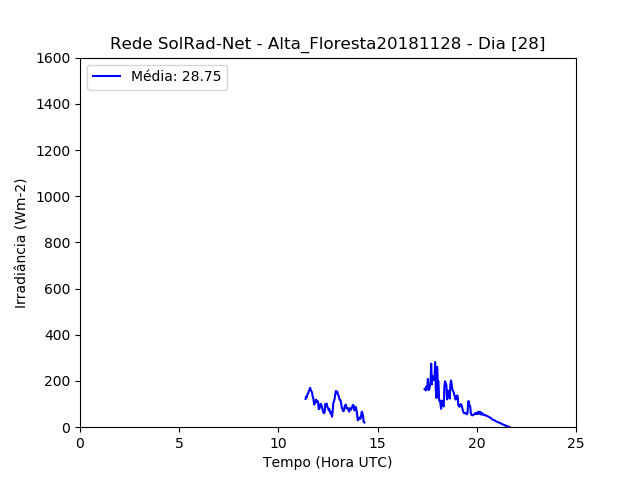 Rede SolRad-Net - Alta_Floresta20181128 - Dia [28]
Média: 28.75
Irradiância (Wm-2)
1600
1400
1200
1000
800
600
400
200
0
0 5 10 15 20 25
Tempo (Hora UTC)